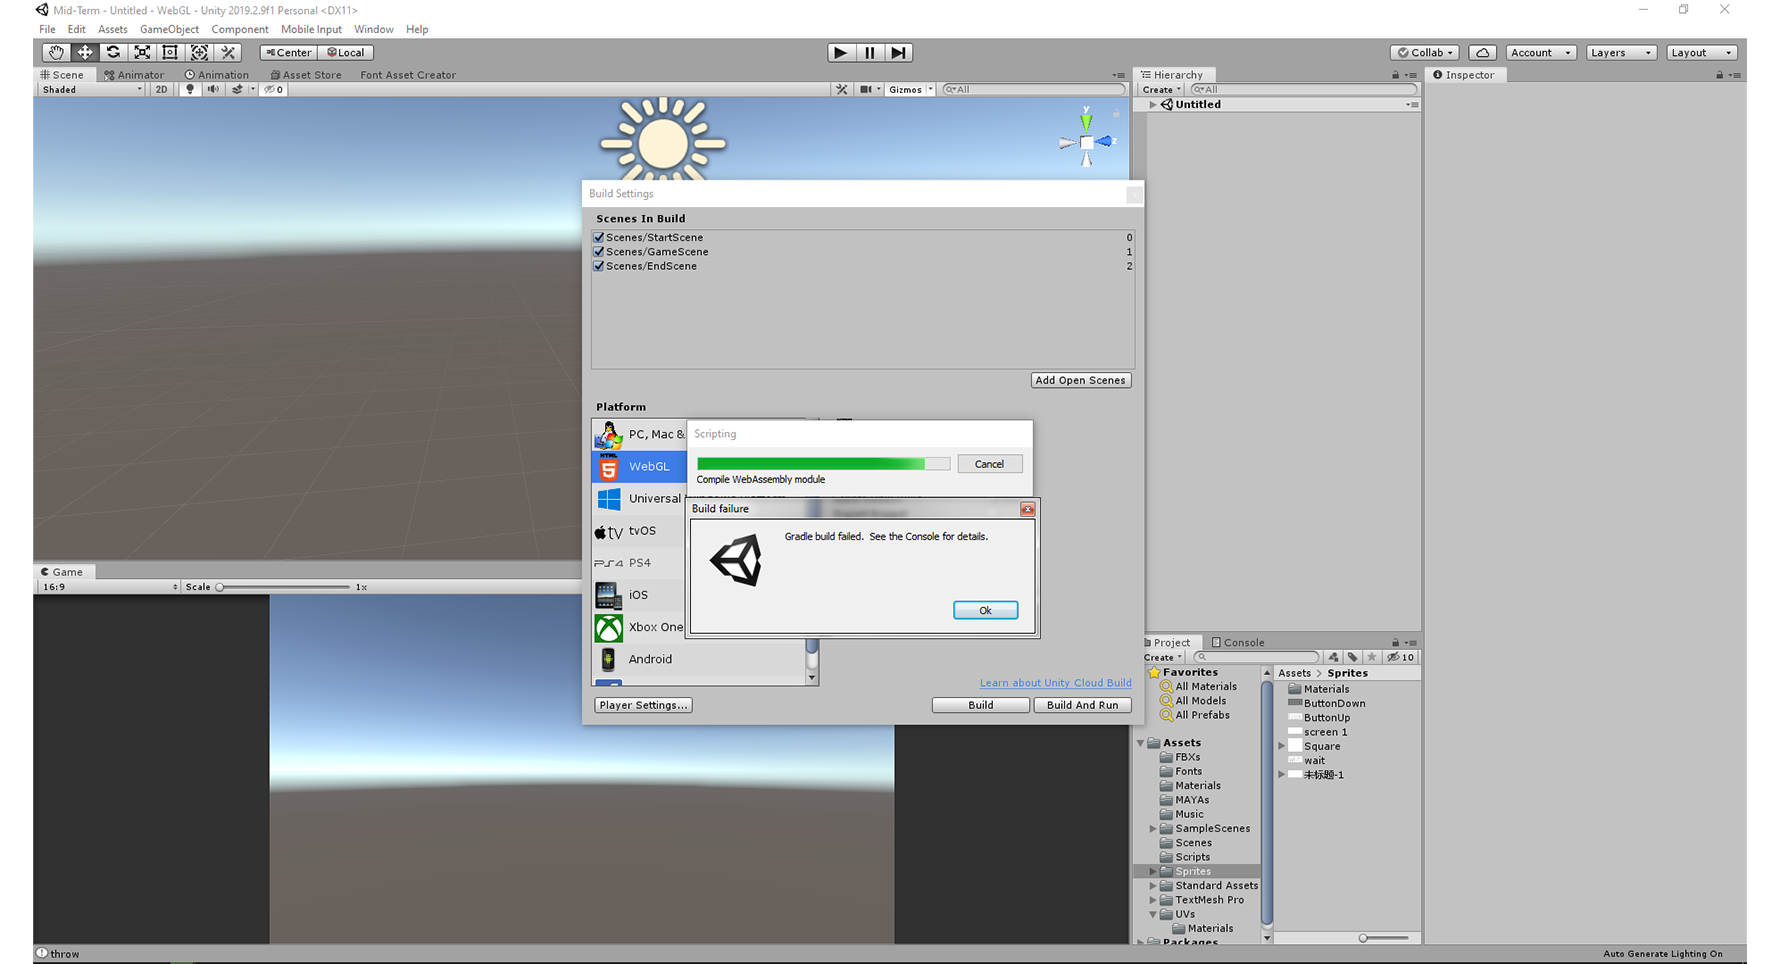 Mid-Term - Untitled - WebGL - Unity 2019.2.9f1 Personal <DX11>
File Edit Assets GameObject Component Mobile Input Window Help
Center Local
Collab Account Layers Layout
Scene Animator Animation Asset Store Font Asset Creator
Hierarchy
Inspector
Shaded 2D 0 Gizmos All
Create All
Untitled
y
z
Build Settings
Scenes In Build
Scenes/StartScene 0
Scenes/GameScene 1
Scenes/EndScene 2
Add Open Scenes
Platform
PC, Mac &
HTML
5
WebGL
Universal
tv tvOS
PS4 PS4
iOS
Xbox One
Android
Scripting
Cancel
Compile WebAssembly module
Build failure
Gradle build failed. See the Console for details.
Ok
Learn about Unity Cloud Build
Player Settings... Build Build And Run
Game
16:9 Scale 1x
Project Console
Create 10
Favorites
All Materials
All Models
All Prefabs
Assets
FBXs
Fonts
Materials
MAYAs
Music
SampleScenes
Scenes
Scripts
Sprites
Standard Assets
TextMesh Pro
UVs
Materials
Packages
Assets > Sprites
Materials
ButtonDown
ButtonUp
screen 1
Square
wait
未标题-1
throw
Auto Generate Lighting On